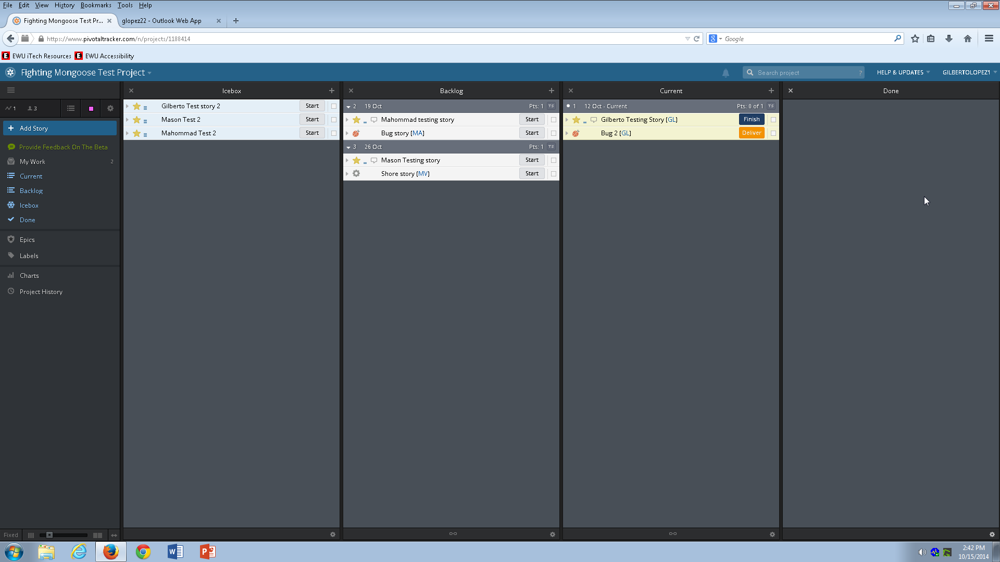 File Edit View History Bookmarks Tools Help
Fighting Mongoose Test Pr... glopez22 - Outlook Web App
https://www.pivotaltracker.com/n/projects/1188414
8 Google
E EWU iTech Resources E EWU Accessibility
Fighting Mongoose Test Project
Search project ?
HELP & UPDATES
GILBERTOLOPEZ1
1 3
Add Story
Provide Feedback On The Beta
My Work 2
Current
Backlog
Icebox
Done
Epics
Labels
Charts
Project History
Fixed
Icebox
Gilberto Test story 2 Start
Mason Test 2 Start
Mahommad Test 2 Start
Backlog
2 19 Oct Pts: 1 TS
Mahommad testing story Start
Bug story (MA) Start
3 26 Oct Pts: 1 TS
Mason Testing story Start
Shore story (MV) Start
Current
1 12 Oct - Current Pts: 0 of 1 TS
Gilberto Testing Story (GL) Finish
Bug 2 (GL) Deliver
Done
2:42 PM
10/15/2014